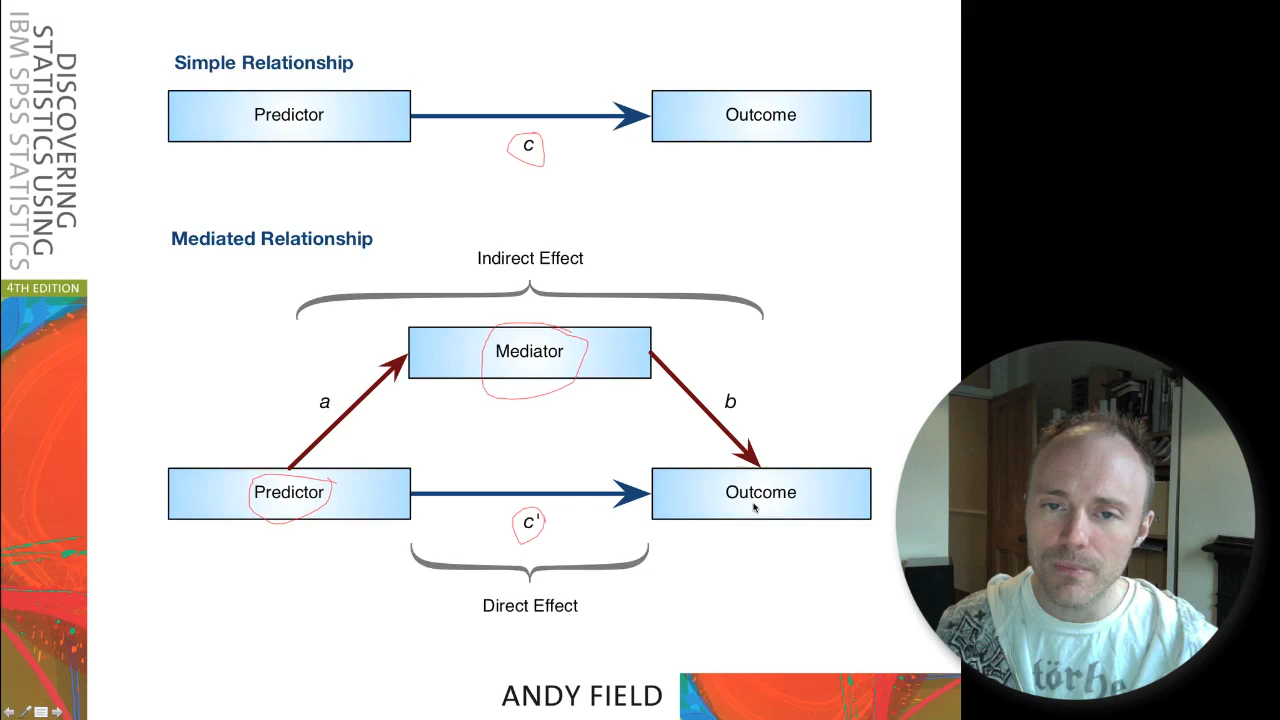 DISCOVERING
STATISTICS USING
IBM SPSS STATISTICS
4TH EDITION
Simple Relationship
Predictor
Outcome
c
Mediated Relationship
Indirect Effect
Mediator
a
b
Predictor
Outcome
c'
Direct Effect
ANDY FIELD
törhe